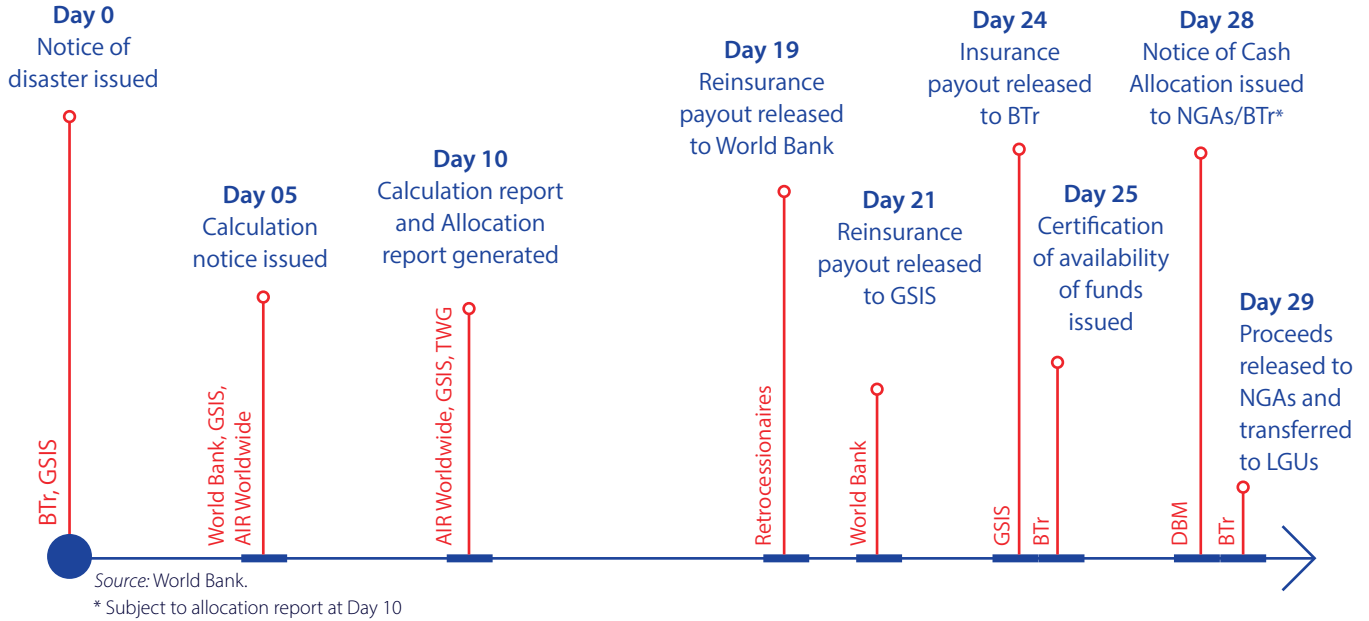 Day 0
Notice of
disaster issued
BTr, GSIS
Day 05
Calculation
notice issued
World Bank, GSIS,
AIR Worldwide
Day 10
Calculation report
and Allocation
report generated
AIR Worldwide, GSIS, TWG
Day 19
Reinsurance
payout released
to World Bank
Retrocessionaires
Day 21
Reinsurance
payout released
to GSIS
World Bank
Day 24
Insurance
payout released
to BTr
GSIS
Day 25
Certification
of availability
of funds
issued
BTr
Day 28
Notice of Cash
Allocation issued
to NGAs/BTr*
DBM
Day 29
Proceeds
released to
NGAs and
transferred
to LGUs
BTr
Source: World Bank.
* Subject to allocation report at Day 10